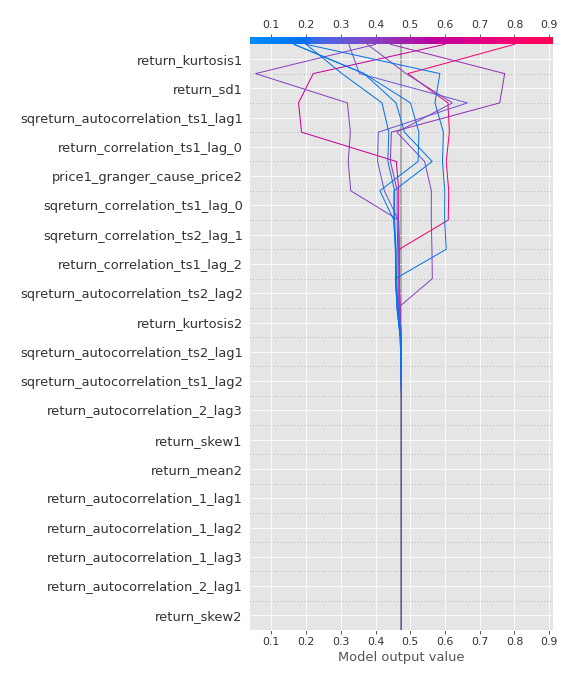 0.1 0.2 0.3 0.4 0.5 0.6 0.7 0.8 0.9
return_kurtosis1
return_sd1
sqreturn_autocorrelation_ts1_lag1
return_correlation_ts1_lag_0
price1_granger_cause_price2
sqreturn_correlation_ts1_lag_0
sqreturn_correlation_ts2_lag_1
return_correlation_ts1_lag_2
sqreturn_autocorrelation_ts2_lag2
return_kurtosis2
sqreturn_autocorrelation_ts2_lag1
sqreturn_autocorrelation_ts1_lag2
return_autocorrelation_2_lag3
return_skew1
return_mean2
return_autocorrelation_1_lag1
return_autocorrelation_1_lag2
return_autocorrelation_1_lag3
return_autocorrelation_2_lag1
return_skew2
0.1 0.2 0.3 0.4 0.5 0.6 0.7 0.8 0.9
Model output value